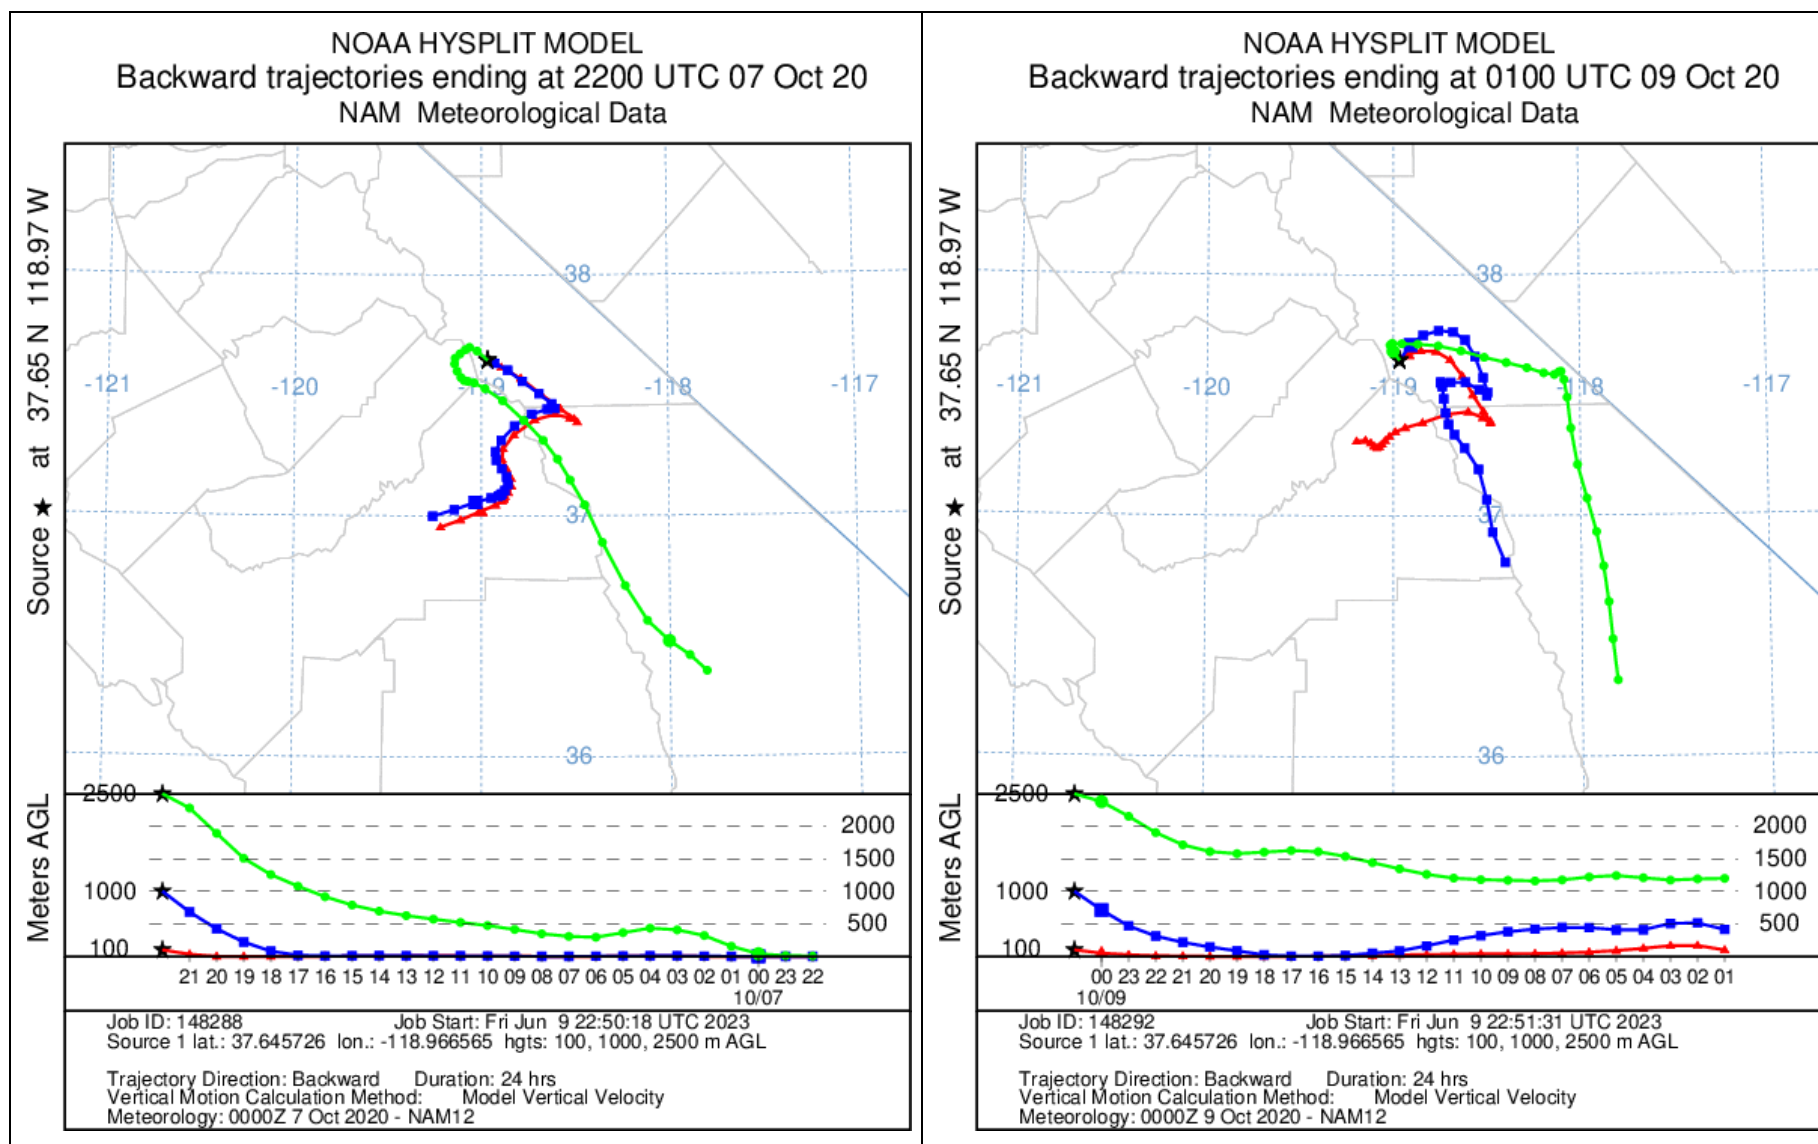 NOAA HYSPLIT MODEL
Backward trajectories ending at 2200 UTC 07 Oct 20
NAM Meteorological Data
Source ★ at 37.65 N 118.97 W
38
-121 -120 -119 -118 -117
37
36
Meters AGL
2500
2000
1500
1000 1000
500
100
21 20 19 18 17 16 15 14 13 12 11 10 09 08 07 06 05 04 03 02 01 00 23 22
10/07
Job ID: 148288 Job Start: Fri Jun 9 22:50:18 UTC 2023
Source 1 lat.: 37.645726 lon.: -118.966565 hgts: 100, 1000, 2500 m AGL
Trajectory Direction: Backward Duration: 24 hrs
Vertical Motion Calculation Method: Model Vertical Velocity
Meteorology: 0000Z 7 Oct 2020 - NAM12
NOAA HYSPLIT MODEL
Backward trajectories ending at 0100 UTC 09 Oct 20
NAM Meteorological Data
Source ★ at 37.65 N 118.97 W
38
-121 -120 -119 -118 -117
37
36
Meters AGL
2500
2000
1500
1000 1000
500
100
00 23 22 21 20 19 18 17 16 15 14 13 12 11 10 09 08 07 06 05 04 03 02 01
10/09
Job ID: 148292 Job Start: Fri Jun 9 22:51:31 UTC 2023
Source 1 lat.: 37.645726 lon.: -118.966565 hgts: 100, 1000, 2500 m AGL
Trajectory Direction: Backward Duration: 24 hrs
Vertical Motion Calculation Method: Model Vertical Velocity
Meteorology: 0000Z 9 Oct 2020 - NAM12